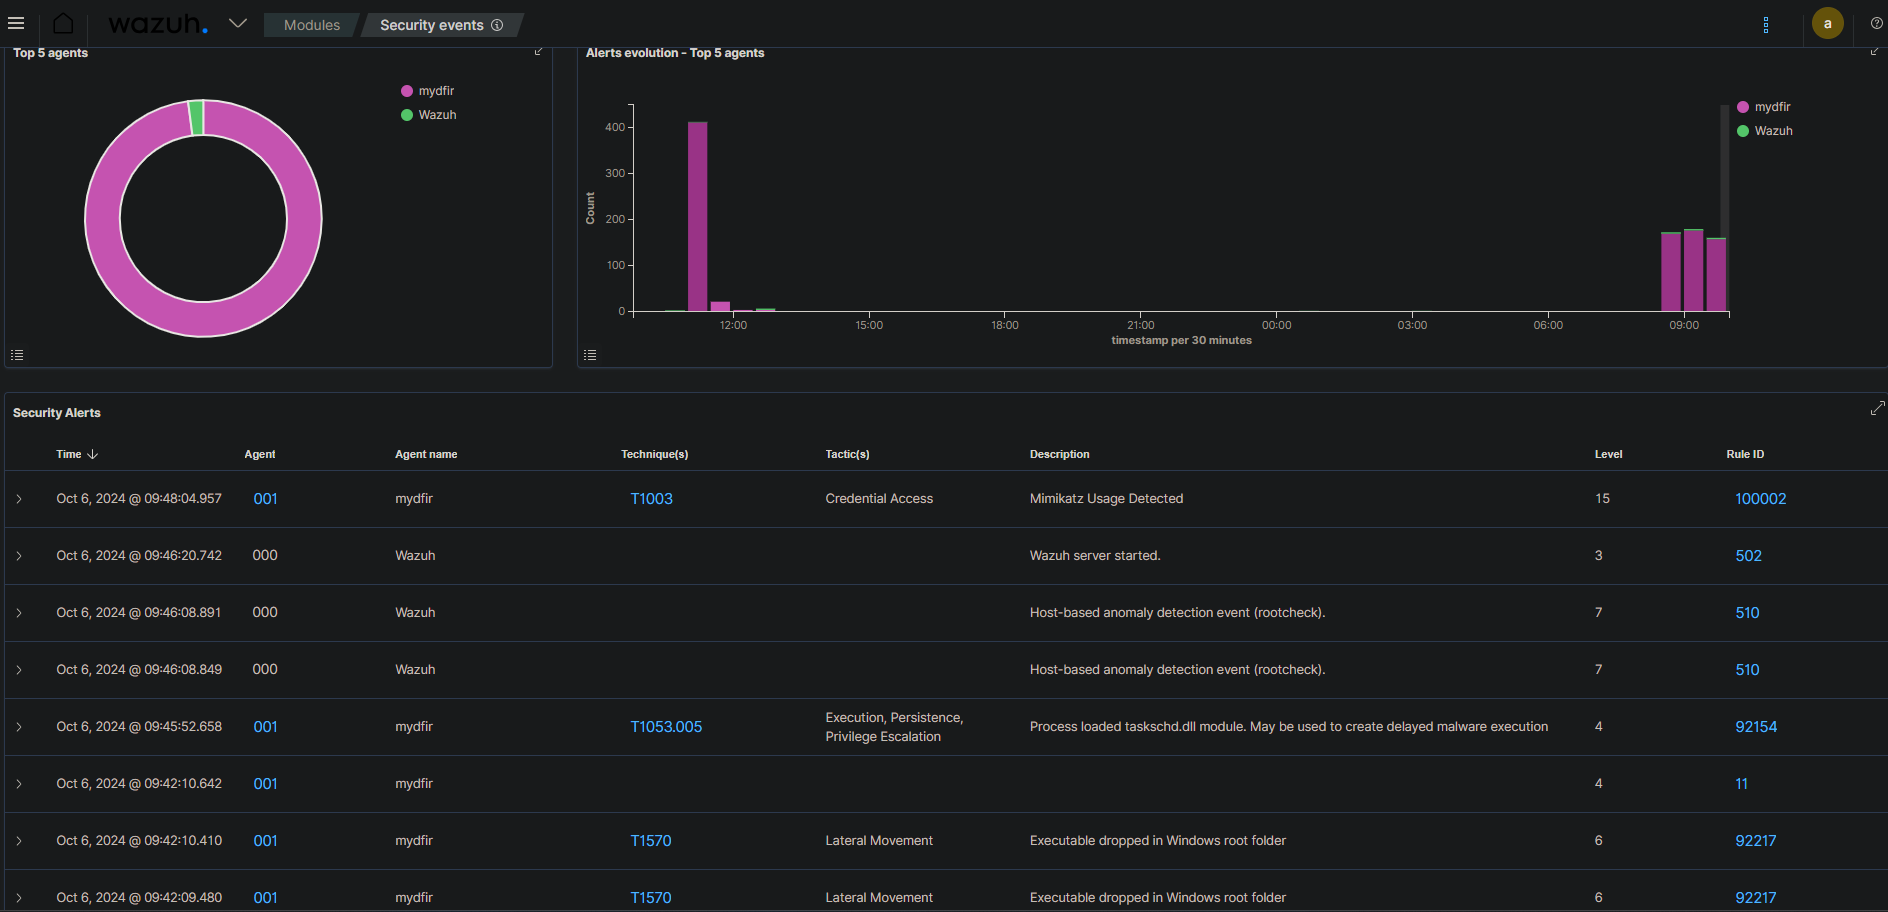 wazuh. Modules Security events a
Top 5 agents
mydfir
Wazuh
Alerts evolution - Top 5 agents
mydfir
Wazuh
400
300
200
100
0
Count
12:00 15:00 18:00 21:00 00:00 03:00 06:00 09:00
timestamp per 30 minutes
Security Alerts
Time Agent Agent name Technique(s) Tactic(s) Description Level Rule ID
Oct 6, 2024 @ 09:48:04.957 001 mydfir T1003 Credential Access Mimikatz Usage Detected 15 100002
Oct 6, 2024 @ 09:46:20.742 000 Wazuh Wazuh server started. 3 502
Oct 6, 2024 @ 09:46:08.891 000 Wazuh Host-based anomaly detection event (rootcheck). 7 510
Oct 6, 2024 @ 09:46:08.849 000 Wazuh Host-based anomaly detection event (rootcheck). 7 510
Oct 6, 2024 @ 09:45:52.658 001 mydfir T1053.005 Execution, Persistence,
Privilege Escalation Process loaded taskschd.dll module. May be used to create delayed malware execution 4 92154
Oct 6, 2024 @ 09:42:10.642 001 mydfir 4 11
Oct 6, 2024 @ 09:42:10.410 001 mydfir T1570 Lateral Movement Executable dropped in Windows root folder 6 92217
Oct 6, 2024 @ 09:42:09.480 001 mydfir T1570 Lateral Movement Executable dropped in Windows root folder 6 92217